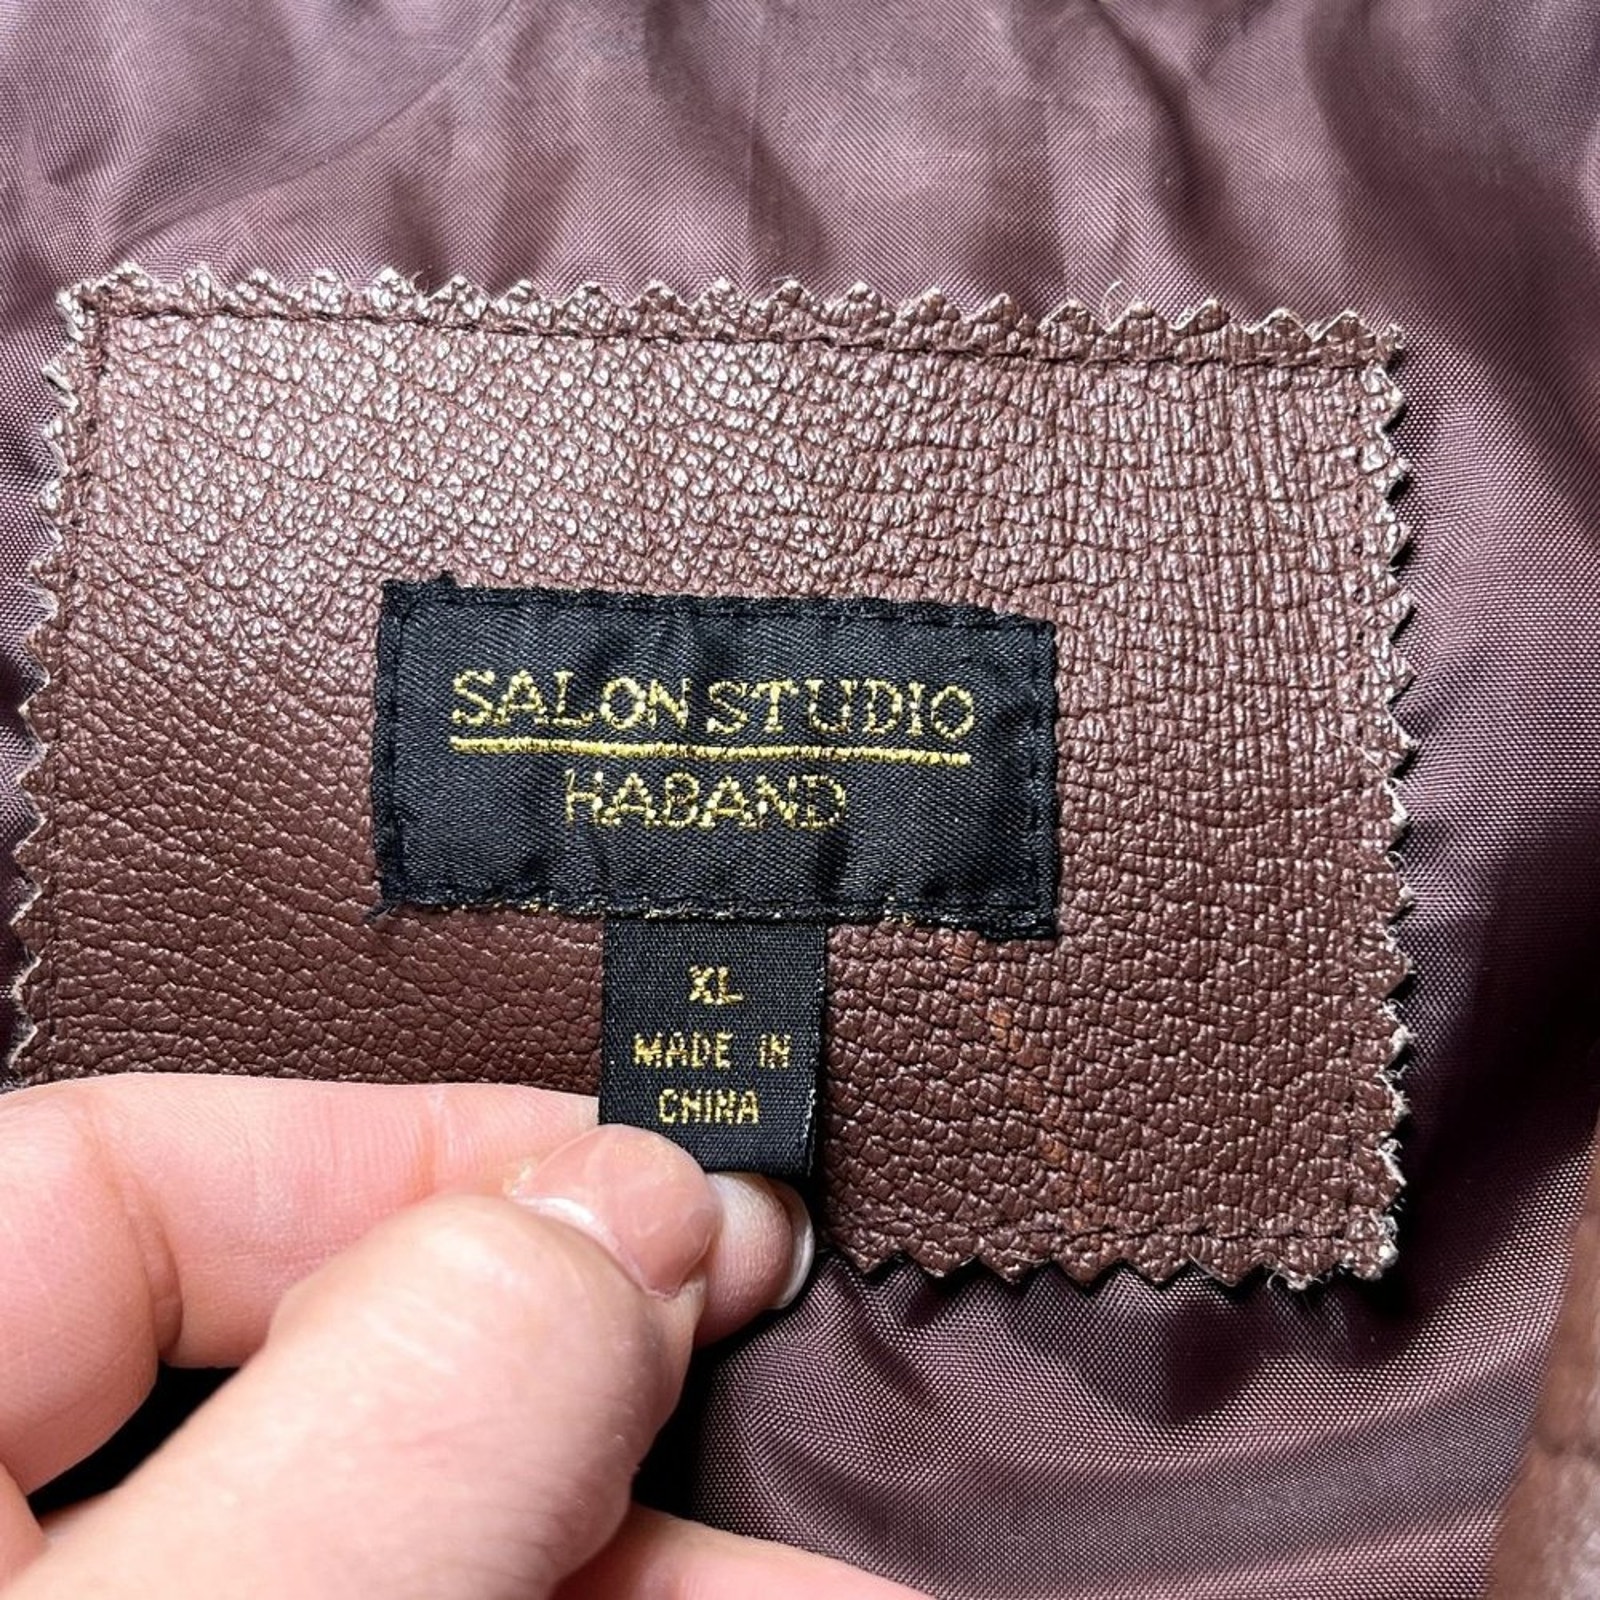 SALON STUDIO
HABAND
XL
MADE IN
CHINA